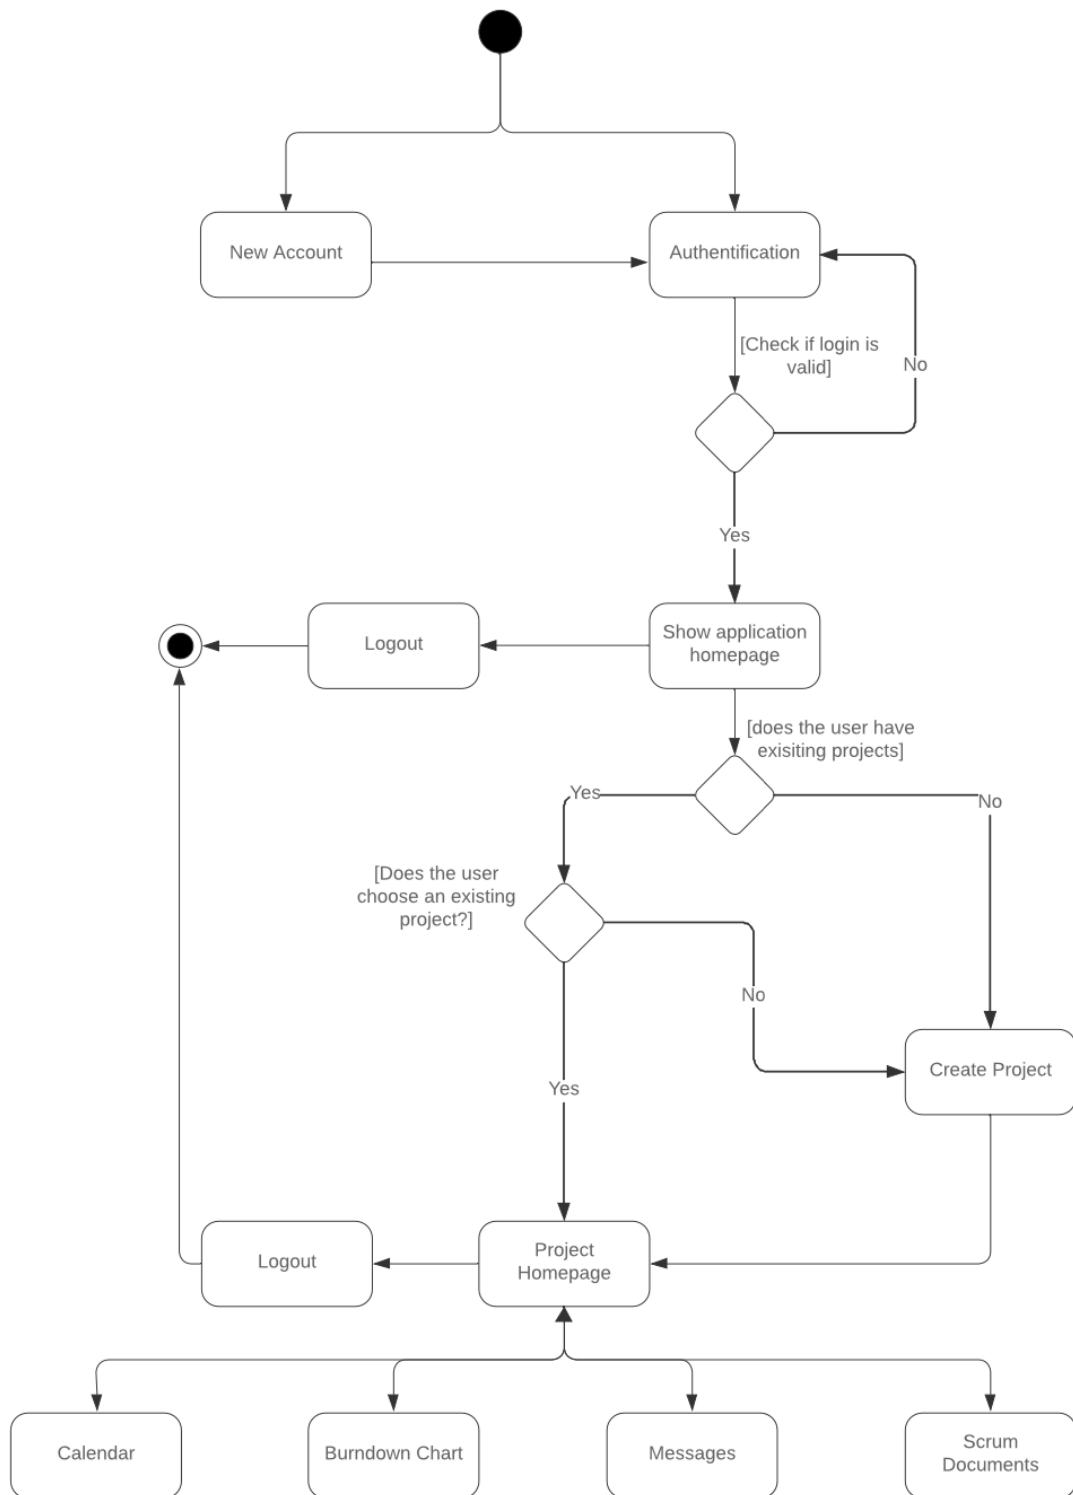 New Account
Authentification
[Check if login is
valid]
No
Yes
Logout
Show application
homepage
[does the user have
exisiting projects]
Yes
No
[Does the user
choose an existing
project?]
No
Yes
Create Project
Logout
Project
Homepage
Calendar
Burndown Chart
Messages
Scrum
Documents